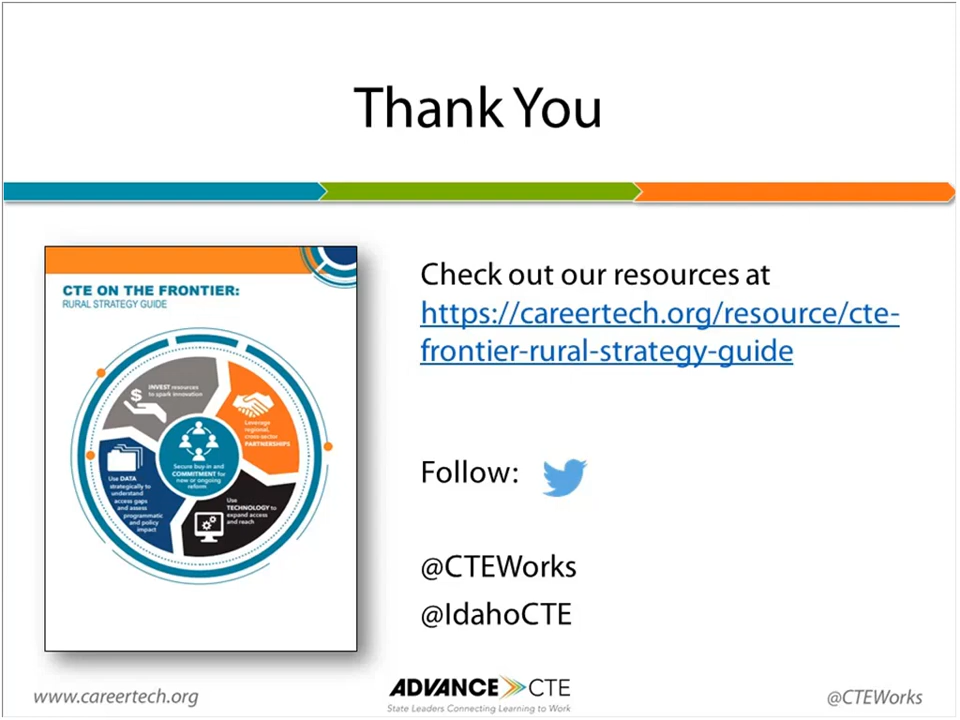 Thank You
CTE ON THE FRONTIER:
RURAL STRATEGY GUIDE
INVEST resources
to spark innovation
Leverage
regional,
cross-sector
PARTNERSHIPS
Secure buy-in and
COMMITMENT for
new or ongoing
reform
Use DATA
strategically to
understand
access gaps
and assess
programmatic
and policy
impact
Use
TECHNOLOGY to
expand access
and reach
Check out our resources at
https://careertech.org/resource/cte-
frontier-rural-strategy-guide
Follow:
@CTEWorks
@IdahoCTE
www.careertech.org
ADVANCE CTE
State Leaders Connecting Learning to Work
@CTEWorks